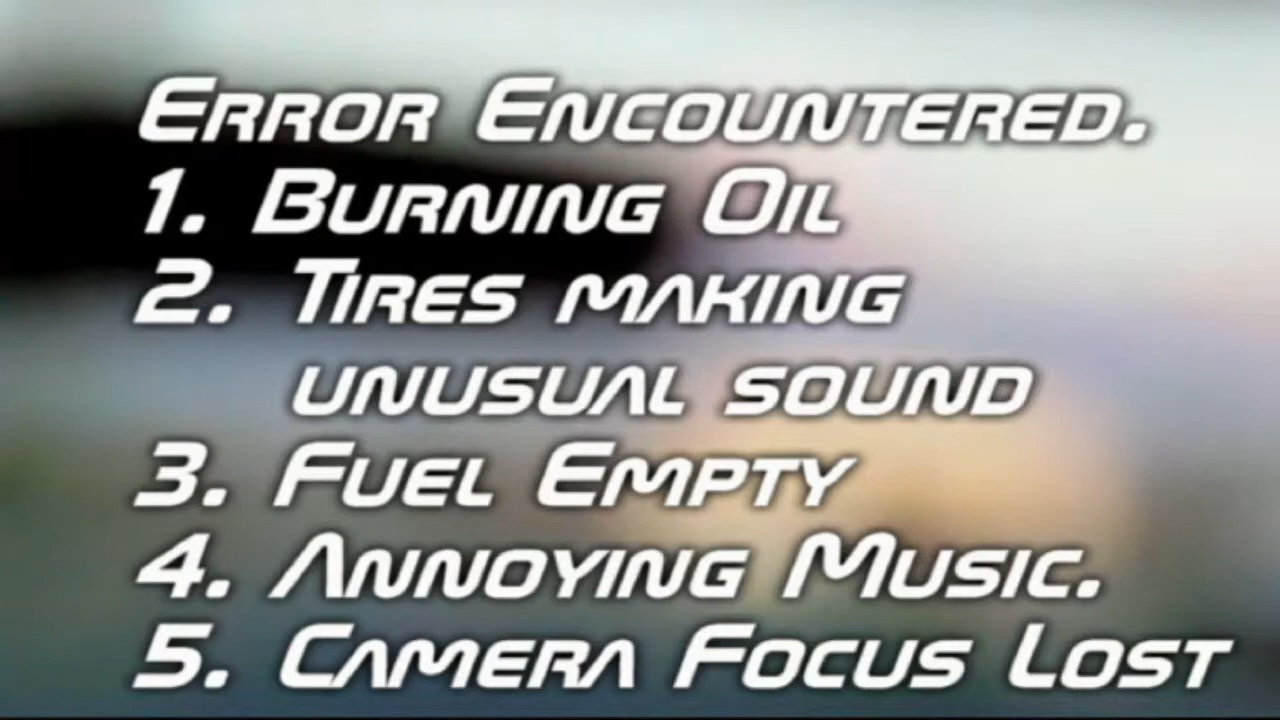 Error Encountered.
1. Burning Oil
2. Tires making
unusual sound
3. Fuel Empty
4. Annoying Music.
5. Camera Focus Lost